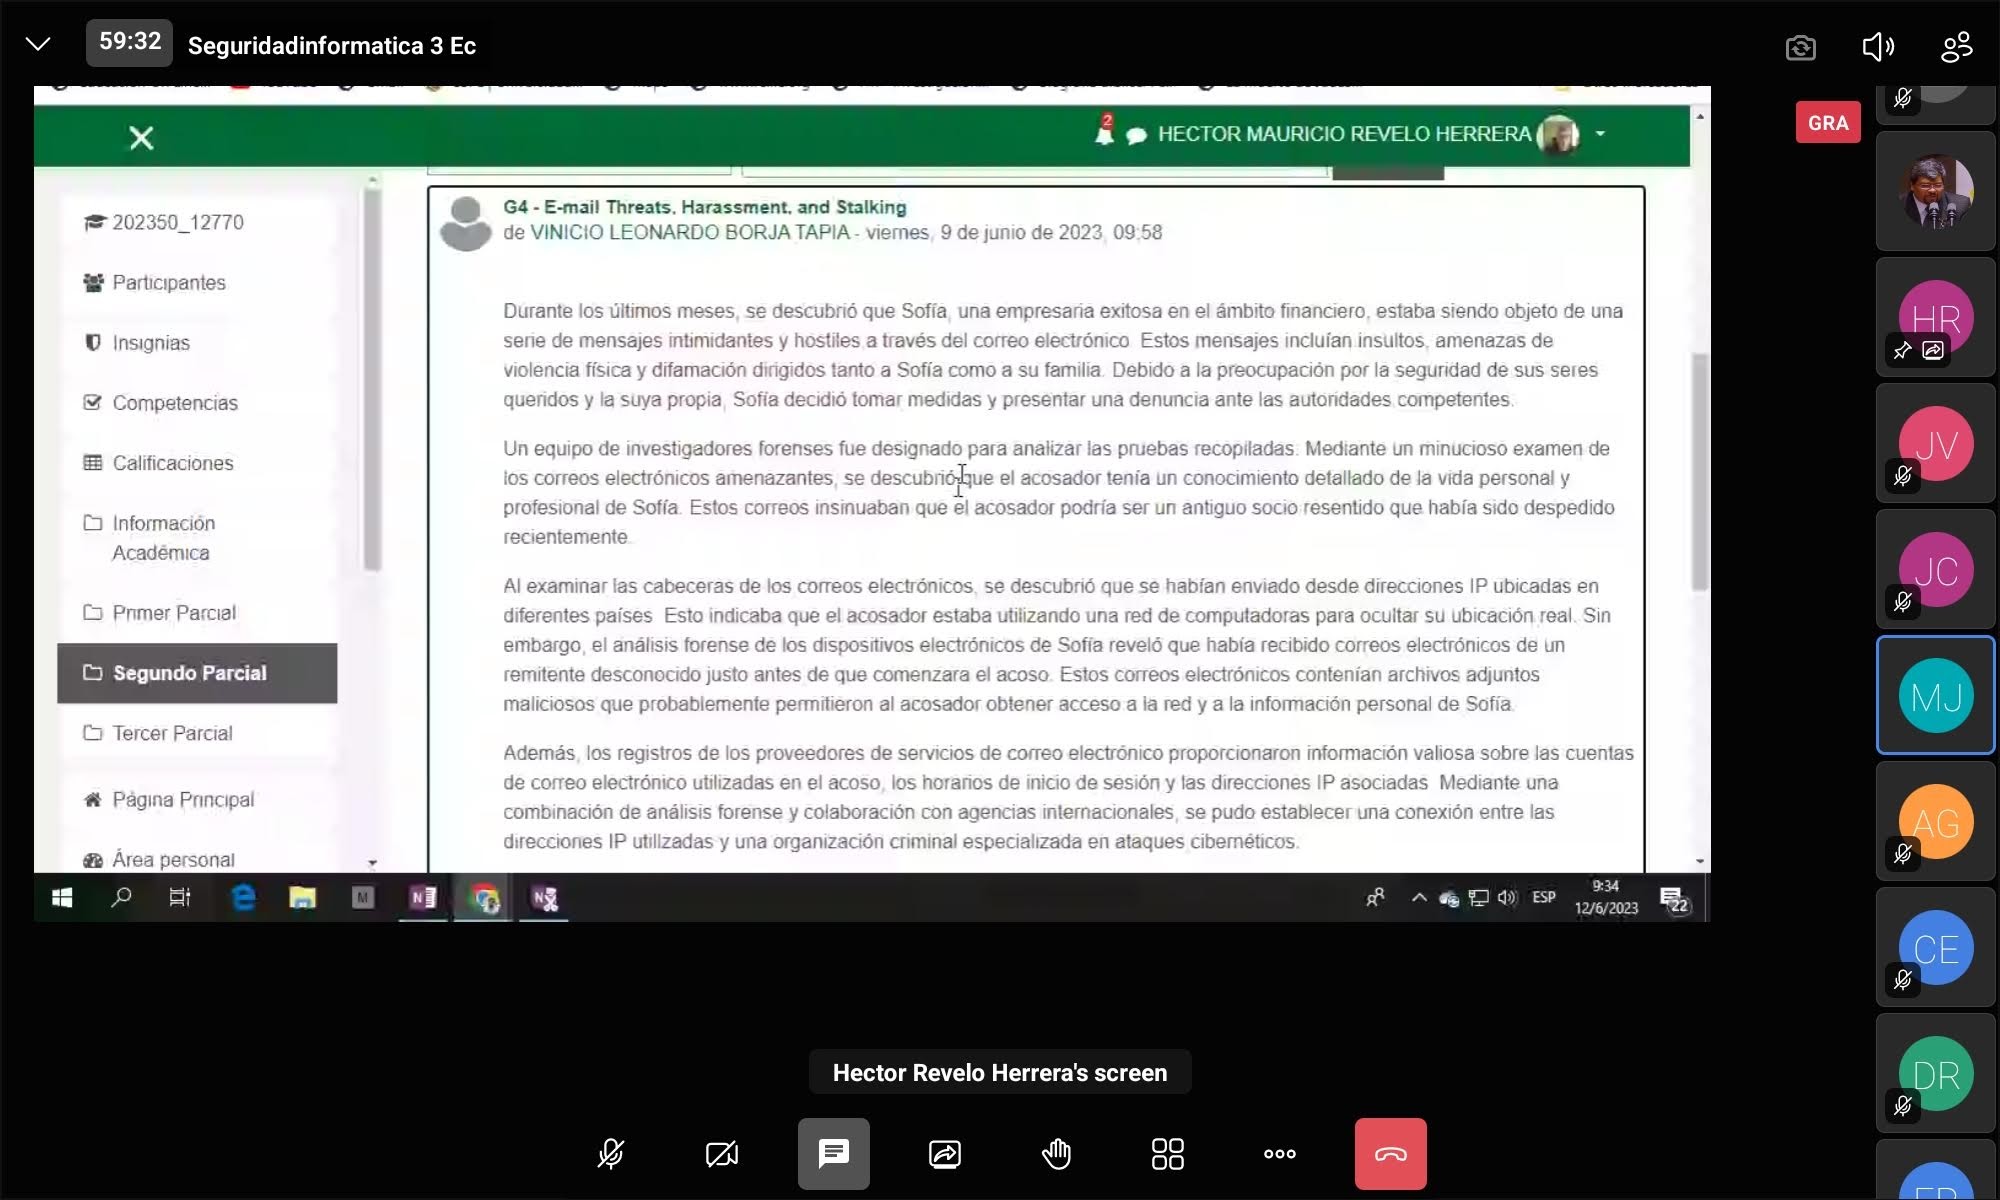 59:32
Seguridadinformatica 3 Ec
GRA
2
HECTOR MAURICIO REVELO HERRERA
202350_12770
Participantes
Insignias
Competencias
Calificaciones
Información
Académica
Primer Parcial
Segundo Parcial
Tercer Parcial
Página Principal
Área personal
G4 - E-mail Threats, Harassment, and Stalking
de VINICIO LEONARDO BORJA TAPIA - viernes, 9 de junio de 2023, 09:58
Durante los últimos meses, se descubrió que Sofía, una empresaria exitosa en el ámbito financiero, estaba siendo objeto de una
serie de mensajes intimidantes y hostiles a través del correo electrónico. Estos mensajes incluían insultos, amenazas de
violencia física y difamación dirigidos tanto a Sofía como a su familia. Debido a la preocupación por la seguridad de sus seres
queridos y la suya propia, Sofía decidió tomar medidas y presentar una denuncia ante las autoridades competentes.
Un equipo de investigadores forenses fue designado para analizar las pruebas recopiladas. Mediante un minucioso examen de
los correos electrónicos amenazantes, se descubrió que el acosador tenía un conocimiento detallado de la vida personal y
profesional de Sofía. Estos correos insinuaban que el acosador podría ser un antiguo socio resentido que había sido despedido
recientemente.
Al examinar las cabeceras de los correos electrónicos, se descubrió que se habían enviado desde direcciones IP ubicadas en
diferentes países. Esto indicaba que el acosador estaba utilizando una red de computadoras para ocultar su ubicación real. Sin
embargo, el análisis forense de los dispositivos electrónicos de Sofía reveló que había recibido correos electrónicos de un
remitente desconocido justo antes de que comenzara el acoso. Estos correos electrónicos contenían archivos adjuntos
maliciosos que probablemente permitieron al acosador obtener acceso a la red y a la información personal de Sofía.
Además, los registros de los proveedores de servicios de correo electrónico proporcionaron información valiosa sobre las cuentas
de correo electrónico utilizadas en el acoso, los horarios de inicio de sesión y las direcciones IP asociadas. Mediante una
combinación de análisis forense y colaboración con agencias internacionales, se pudo establecer una conexión entre las
direcciones IP utilizadas y una organización criminal especializada en ataques cibernéticos.
ESP
9:34
12/6/2023
22
HR
JV
JC
MJ
AG
CE
DR
Hector Revelo Herrera's screen